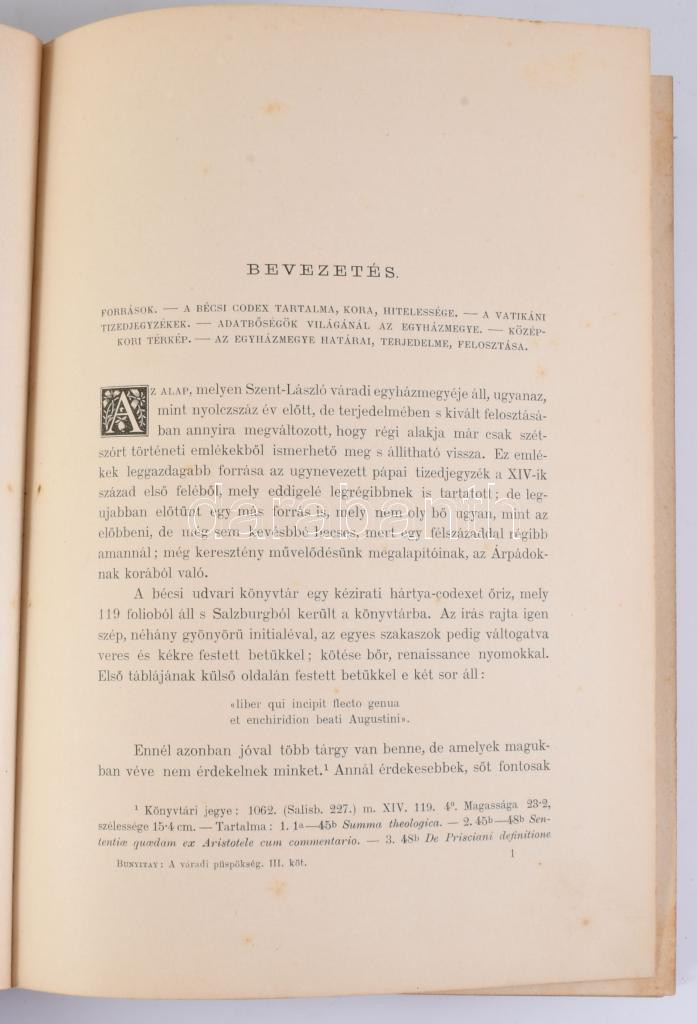 BEVEZETÉS.
FORRÁSOK. — A BÉCSI CODEX TARTALMA, KORA, HITELESSÉGE. — A VATIKÁNI
TIZEDJEGYZÉKEK. — ADATBŐSÉGÖK VILÁGÁNÁL AZ EGYHÁZMEGYE. — KÖZÉP-
KORI TÉRKÉP. — AZ EGYHÁZMEGYE HATÁRAI, TERJEDELME, FELOSZTÁSA.
AZ ALAP, melyen Szent-László váradi egyházmegyéje áll, ugyanaz,
mint nyolczszáz év előtt, de terjedelmében s kivált felosztásá-
ban annyira megváltozott, hogy régi alakja már csak szét-
szórt történeti emlékekből ismerhető meg s állítható vissza. Ez emlé-
kek leggazdagabb forrása az ugynevezett pápai tizedjegyzék a XIV-ik
század első feléből, mely eddigelé legrégibbnek is tartatott; de leg-
ujabban előtűnt egy más forrás is, mely nem oly bő ugyan, mint az
előbbeni, de még sem kevésbbé becses, mert egy félszázaddal régibb
amannál; még keresztény művelődésünk megalapitóinak, az Árpádok-
nak korából való.
A bécsi udvari könyvtár egy kézirati hártya-codexet őriz, mely
119 folioból áll s Salzburgból került a könyvtárba. Az irás rajta igen
szép, néhány gyönyörű initialéval, az egyes szakaszok pedig váltogatva
veres és kékre festett betűkkel; kötése bőr, renaissance nyomokkal.
Első táblájának külső oldalán festett betükkel e két sor áll:
«liber qui incipit flecto genua
et enchiridion beati Augustini».
Ennél azonban jóval több tárgy van benne, de amelyek maguk-
ban véve nem érdekelnek minket.¹ Annál érdekesebbek, sőt fontosak
¹ Könyvtári jegye: 1062. (Salisb. 227.) m. XIV. 119. 4⁰. Magassága 23·2,
szélessége 15·4 cm. — Tartalma: 1. 1a—45b Summa theologica. — 2. 45b—48b Sen-
tentiæ quædam ex Aristotele cum commentario. — 3. 48b De Prisciani definitione
BUNYITAY: A váradi püspökség. III. köt.
1
darabanth